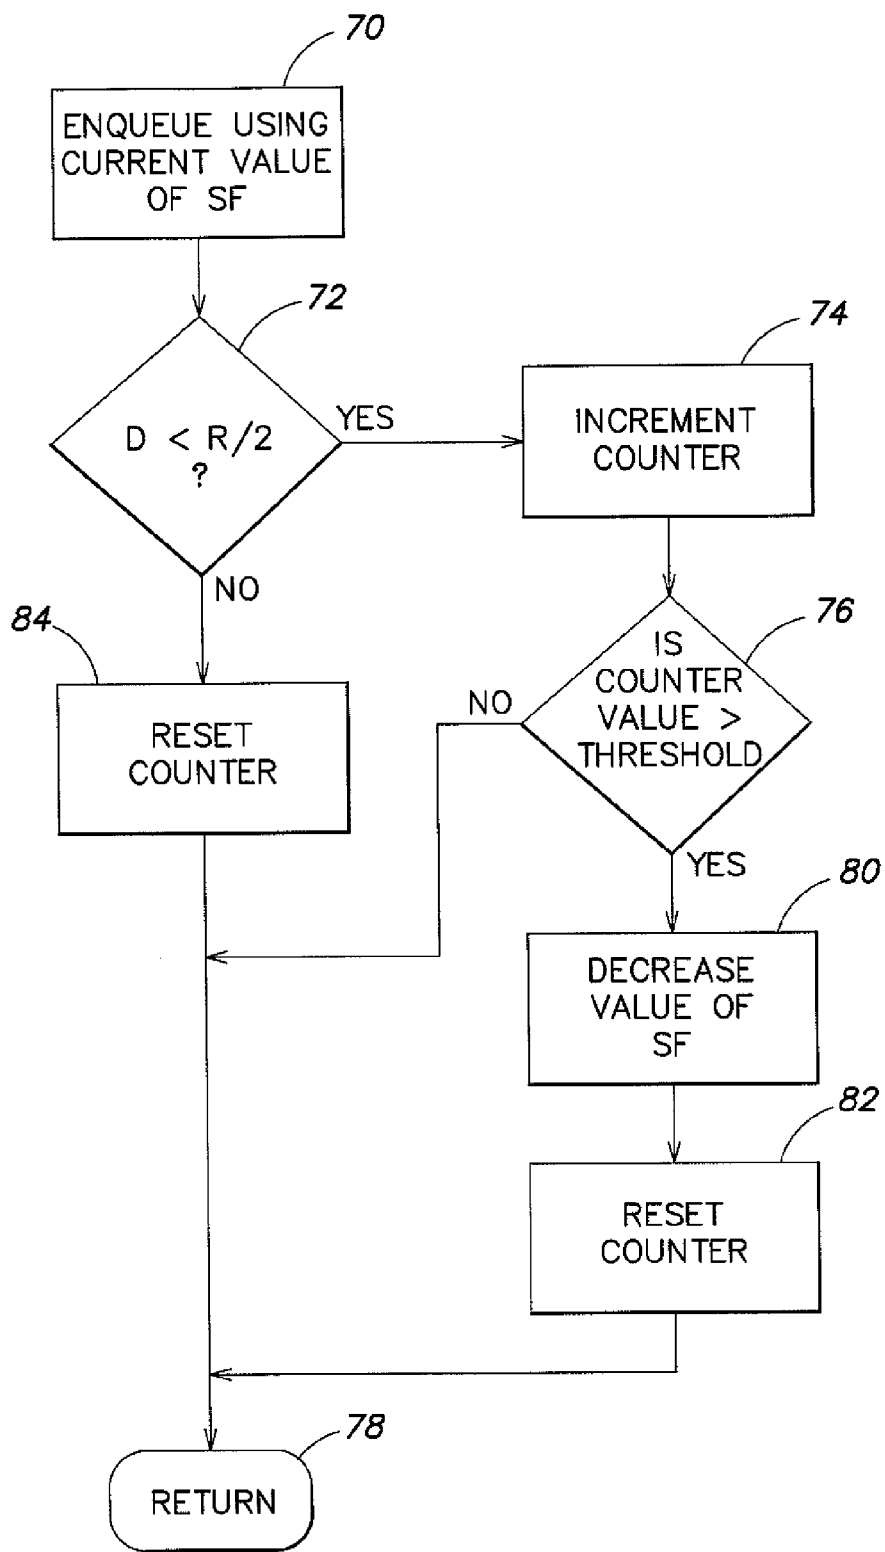 70
ENQUEUE USING
CURRENT VALUE
OF SF
72
D < R/2
?
YES
74
INCREMENT
COUNTER
NO
84
RESET
COUNTER
76
IS
COUNTER
VALUE >
THRESHOLD
NO
YES
80
DECREASE
VALUE OF
SF
82
RESET
COUNTER
78
RETURN